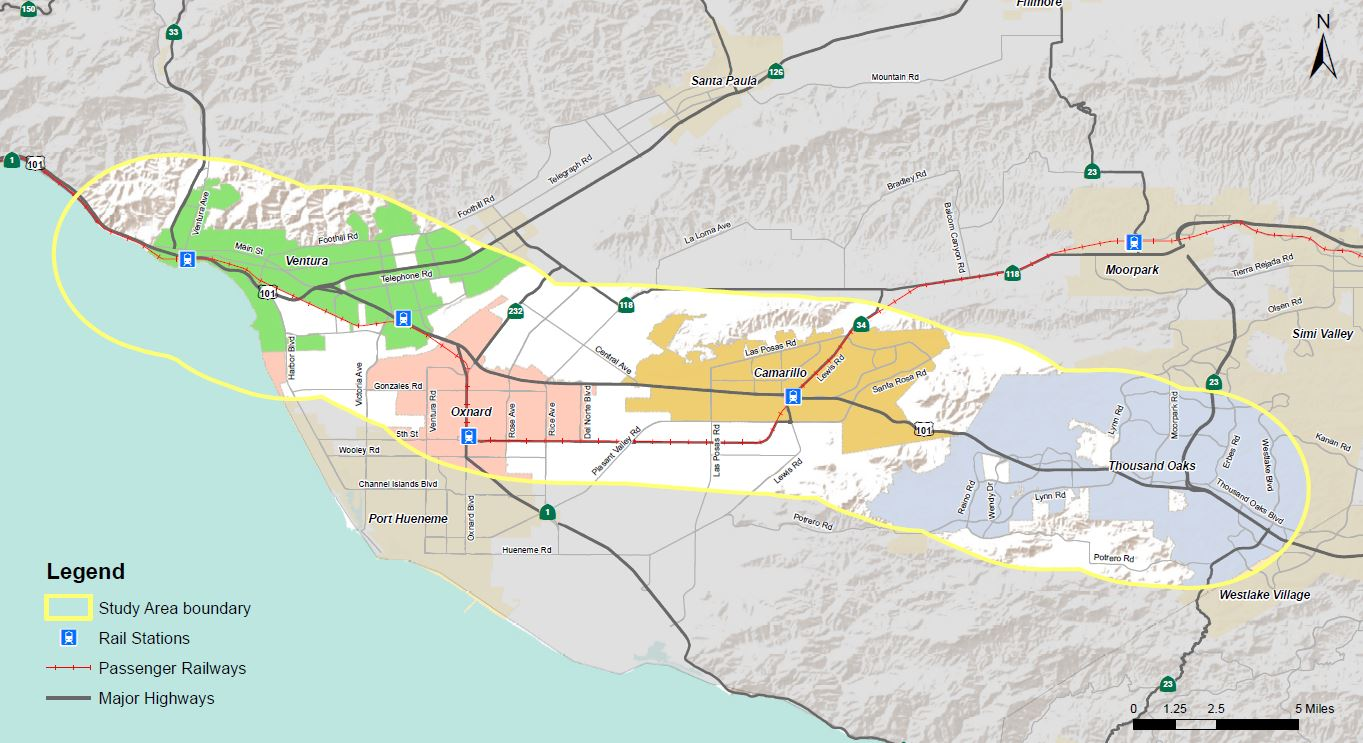 Fillmore
150
33
N
126
Santa Paula
Mountain Rd
1
101
Telegraph Rd
23
Bradley Rd
Foothill Rd
Ventura Ave
Balcom Canyon Rd
La Loma Ave
Main St
Foothill Rd
Ventura
Moorpark
118
Tierra Rejada Rd
Telephone Rd
101
118
232
Olsen Rd
34
Simi Valley
Central Ave
Las Posas Rd
Harbor Blvd
Victoria Ave
Camarillo
Lewis Rd
Santa Rosa Rd
23
Gonzales Rd
Ventura Rd
Oxnard
Rose Ave
Rice Ave
Del Norte Blvd
Lynn Rd
Moorpark Rd
5th St
101
Kanan Rd
Wooley Rd
Pleasant Valley Rd
Las Posas Rd
Lewis Rd
Erbes Rd
Westlake Blvd
Thousand Oaks
Channel Islands Blvd
Reino Rd
Wendy Dr
Lynn Rd
Thousand Oaks Blvd
Port Hueneme
Oxnard Blvd
1
Potrero Rd
Hueneme Rd
Potrero Rd
Westlake Village
Legend
Study Area boundary
Rail Stations
Passenger Railways
Major Highways
23
0 1.25 2.5 5 Miles